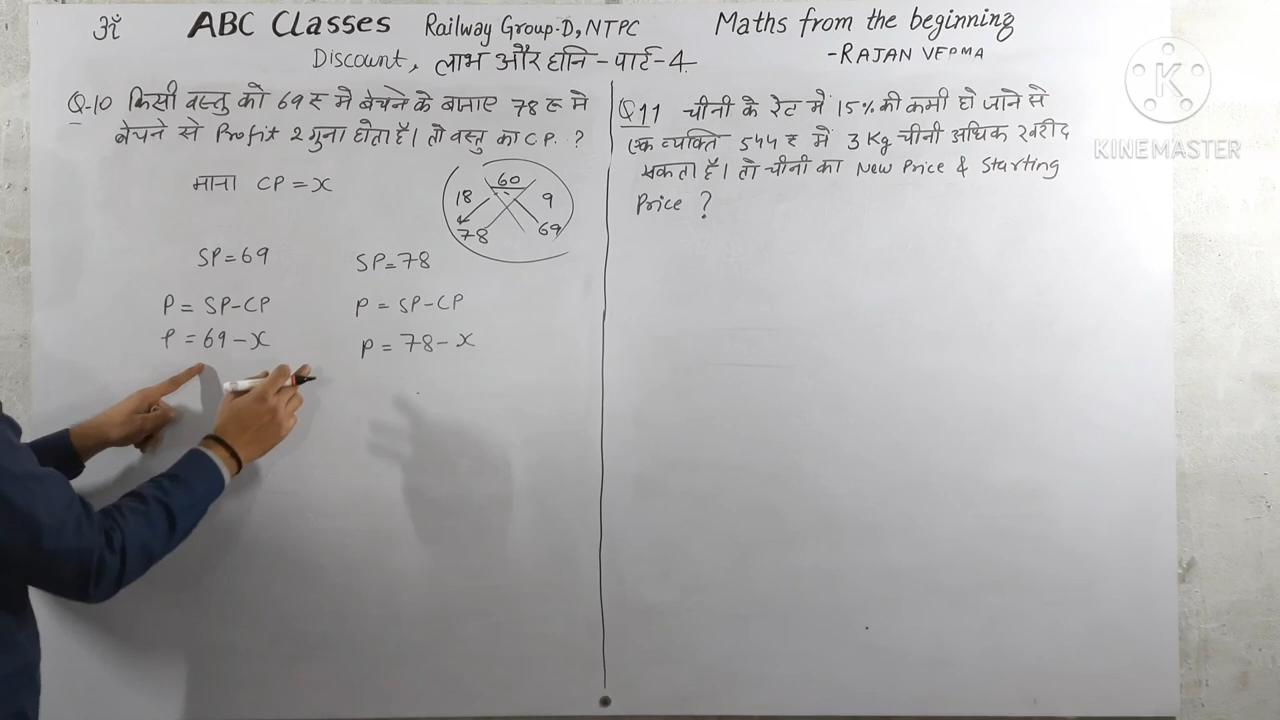 ॐ ABC Classes Railway Group-D, NTPC Maths from the beginning
Discount, लाभ और हानि - पार्ट-4 -RAJAN VERMA
Q-10 किसी वस्तु को 69 ₹ मे बेचने के बजाए 78 ₹ मे
बेचने से Profit 2 गुना होता है। तो वस्तु का CP. ?
माना CP = x
60
18 9
78 69
SP=69 SP=78
P = SP-CP P = SP-CP
P = 69-x P = 78-x
Q11 चीनी के रेट में 15% की कमी हो जाने से
एक व्यक्ति 544 ₹ में 3 Kg चीनी अधिक खरीद
सकता है। तो चीनी का New Price & Starting
Price ?
K
KINEMASTER